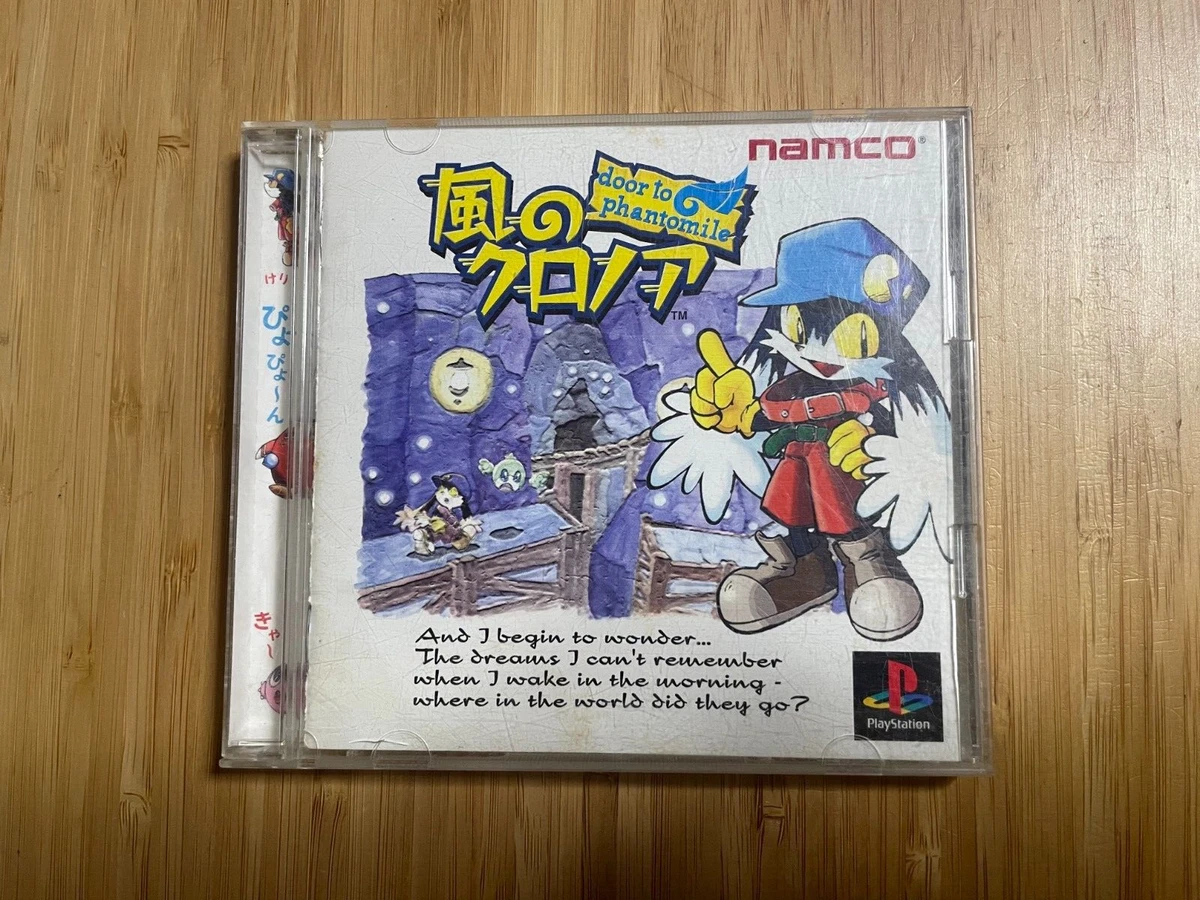 namco®
door to
phantomile
風の
クロノア
TM
けり
ぴょ
ぴょーん
きゃー
And I begin to wonder...
The dreams I can't remember
when I wake in the morning -
where in the world did they go?
PlayStation